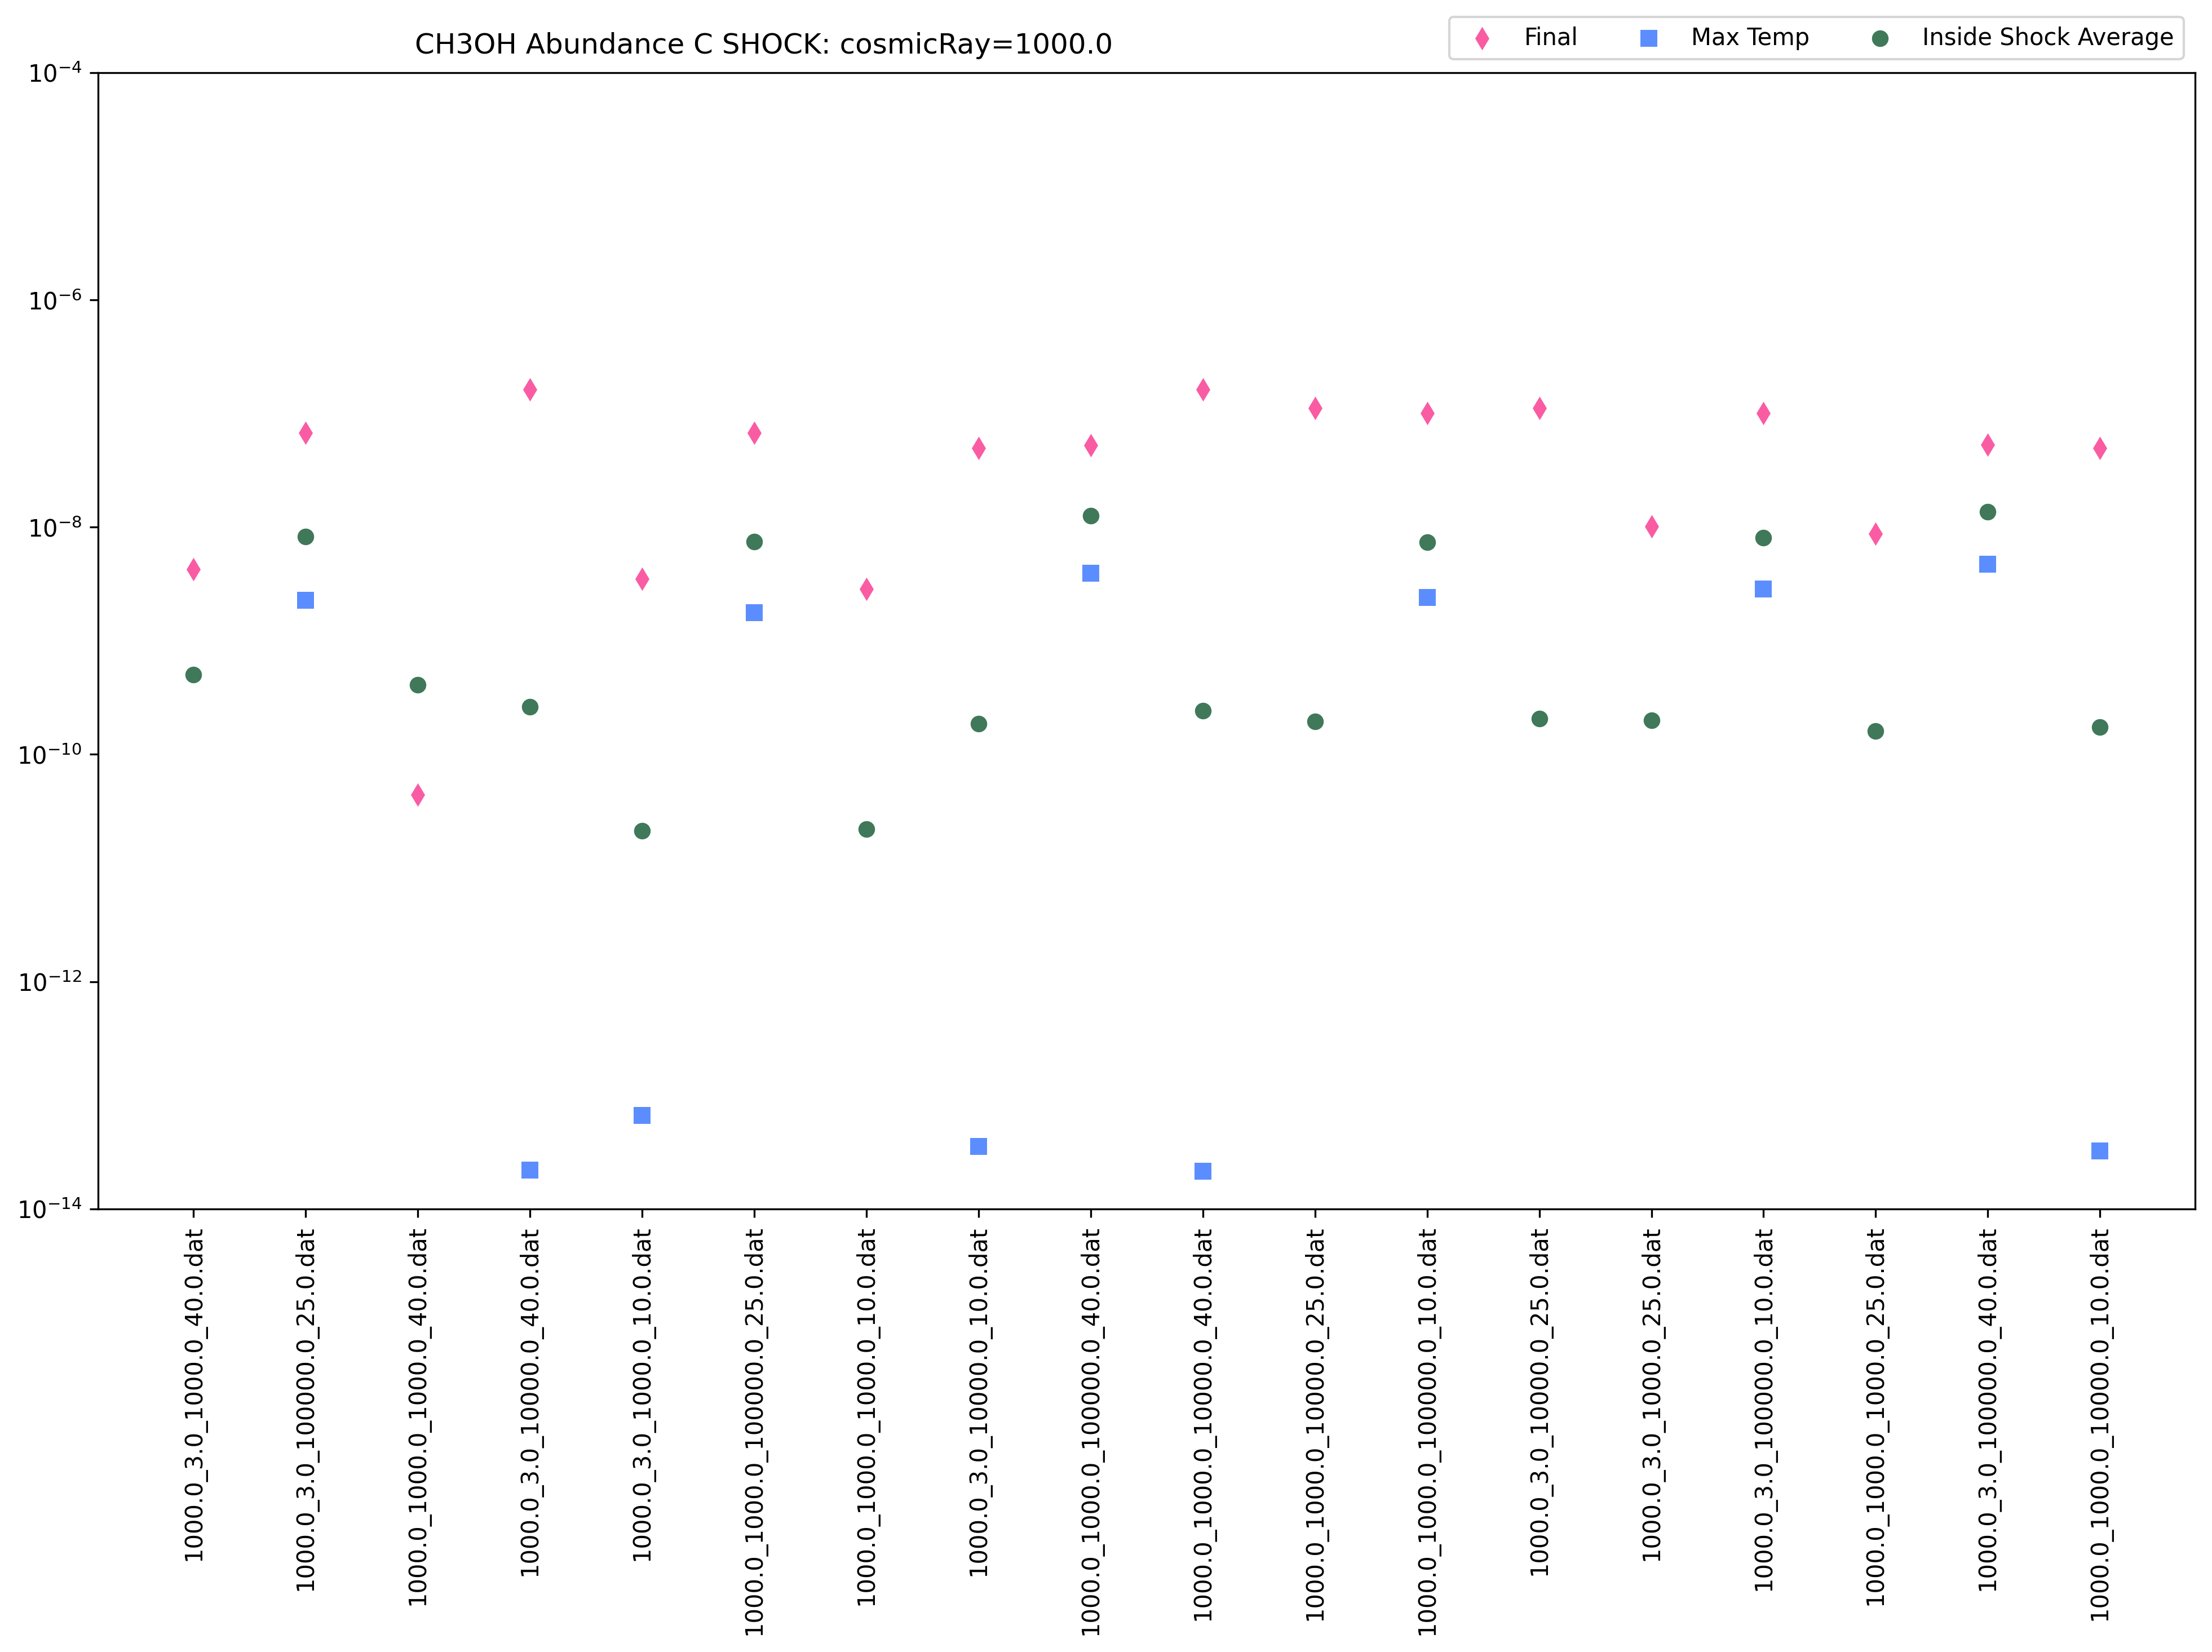 CH3OH Abundance C SHOCK: cosmicRay=1000.0
Final
Max Temp
Inside Shock Average
10⁻⁴
10⁻⁶
10⁻⁸
10⁻¹⁰
10⁻¹²
10⁻¹⁴
1000.0_3.0_1000.0_40.0.dat
1000.0_3.0_100000.0_25.0.dat
1000.0_1000.0_1000.0_40.0.dat
1000.0_3.0_10000.0_40.0.dat
1000.0_3.0_1000.0_10.0.dat
1000.0_1000.0_100000.0_25.0.dat
1000.0_1000.0_1000.0_10.0.dat
1000.0_3.0_10000.0_10.0.dat
1000.0_1000.0_100000.0_40.0.dat
1000.0_1000.0_10000.0_40.0.dat
1000.0_1000.0_10000.0_25.0.dat
1000.0_1000.0_100000.0_10.0.dat
1000.0_3.0_10000.0_25.0.dat
1000.0_3.0_1000.0_25.0.dat
1000.0_3.0_100000.0_10.0.dat
1000.0_1000.0_1000.0_25.0.dat
1000.0_3.0_100000.0_40.0.dat
1000.0_1000.0_10000.0_10.0.dat